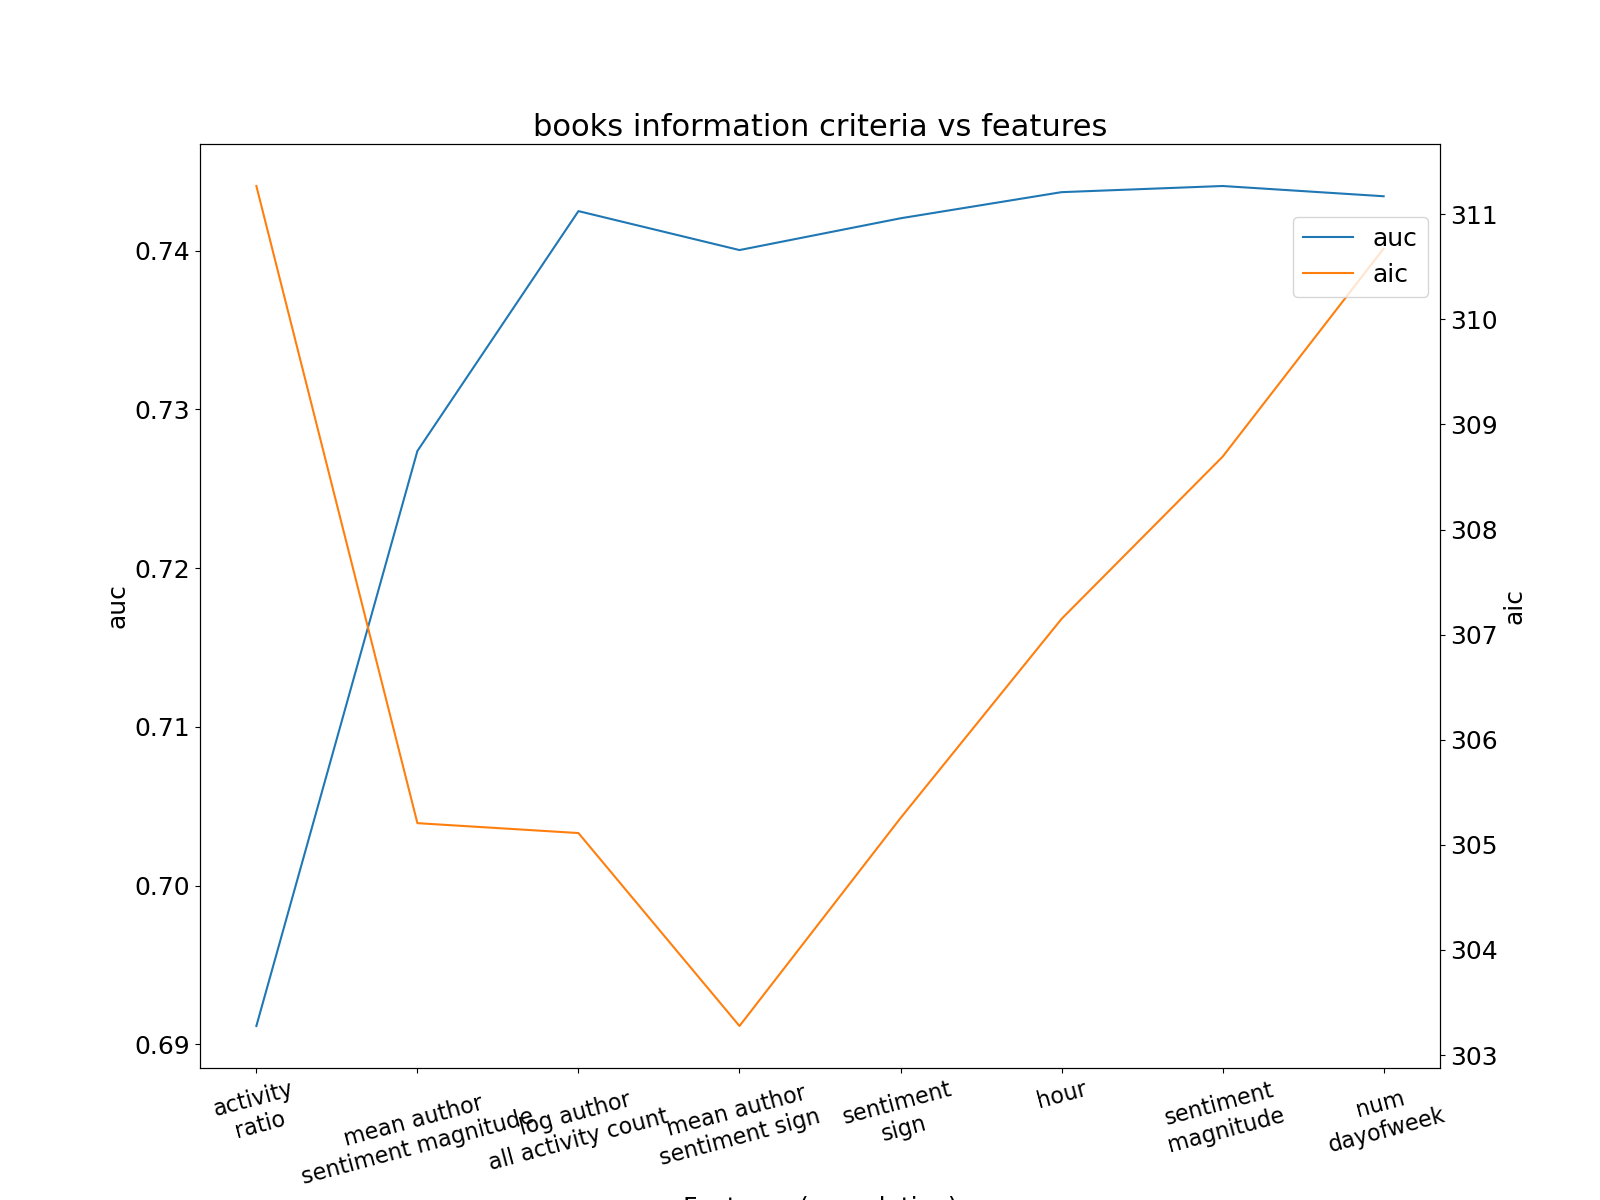 books information criteria vs features
auc
aic
0.74
0.73
0.72
0.71
0.70
0.69
auc
311
310
309
308
307
306
305
304
303
aic
activity
ratio
mean author
sentiment magnitude
log author
all activity count
mean author
sentiment sign
sentiment
sign
hour
sentiment
magnitude
num
dayofweek